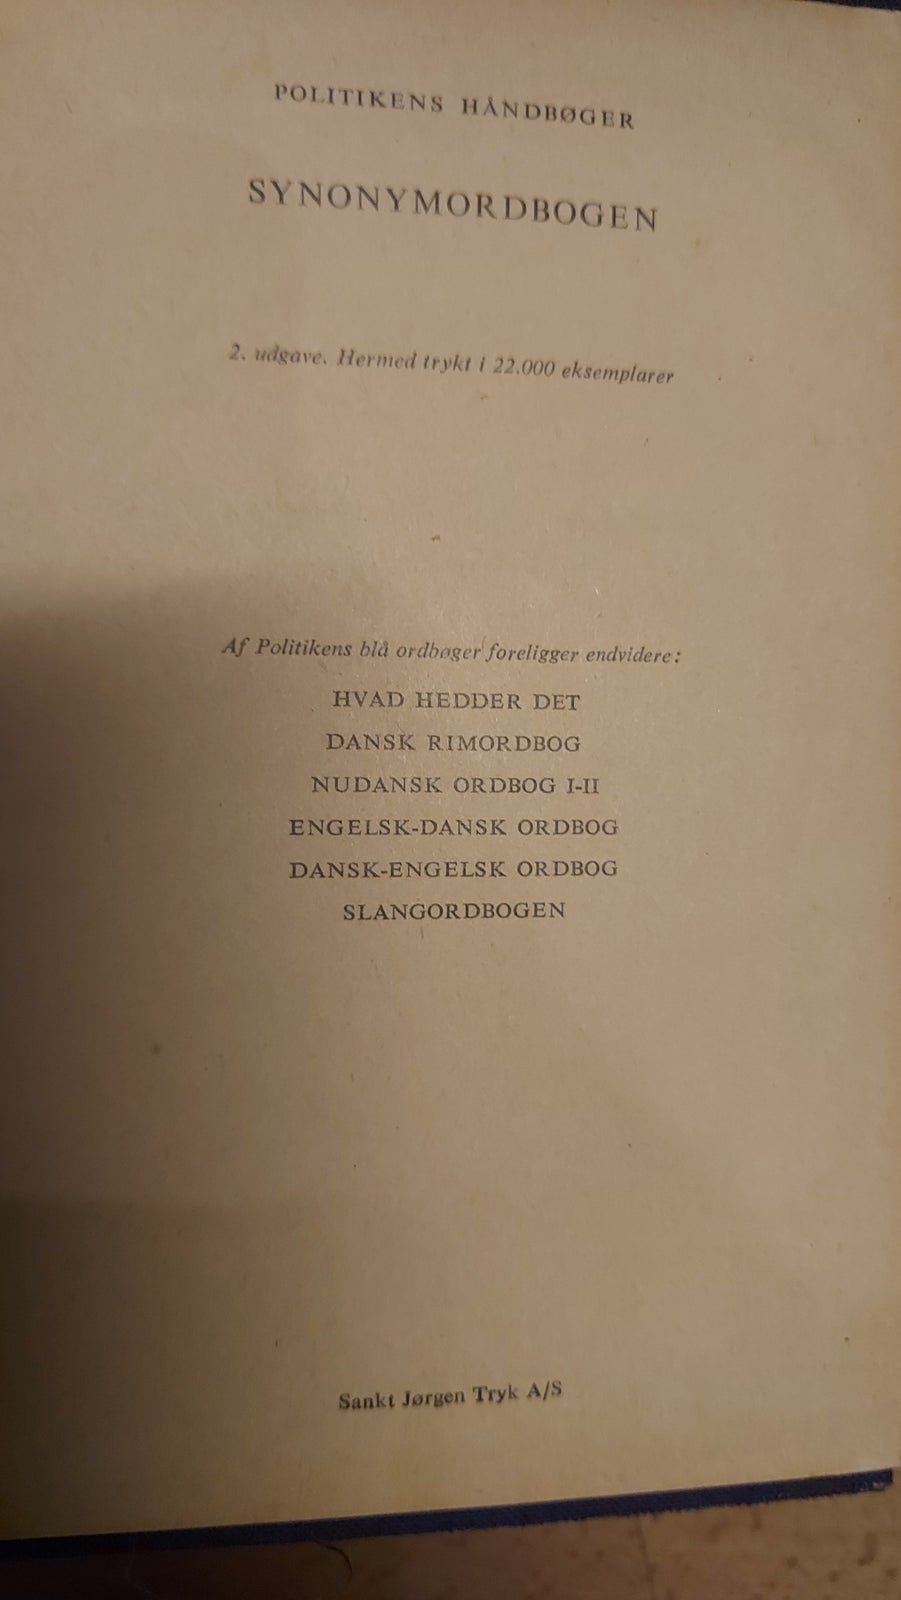 POLITIKENS HÅNDBØGER
SYNONYMORDBOGEN
2. udgave. Hermed trykt i 22.000 eksemplarer
Af Politikens blå ordbøger foreligger endvidere:
HVAD HEDDER DET
DANSK RIMORDBOG
NUDANSK ORDBOG I-II
ENGELSK-DANSK ORDBOG
DANSK-ENGELSK ORDBOG
SLANGORDBOGEN
Sankt Jørgen Tryk A/S